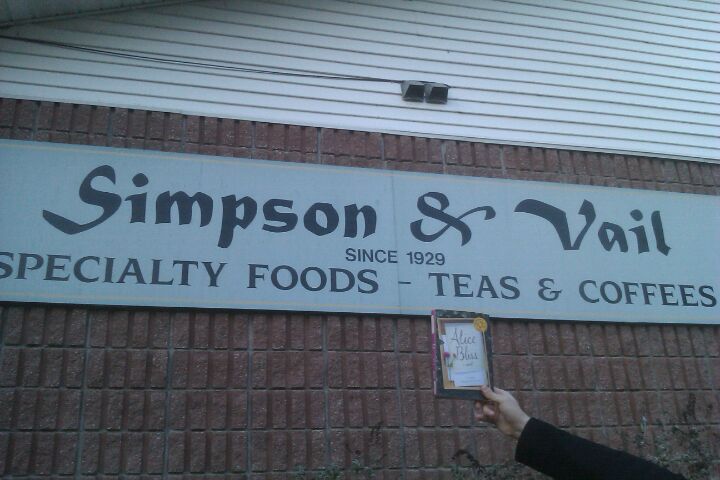 Simpson & Vail
SINCE 1929
SPECIALTY FOODS - TEAS & COFFEES
Alice
Bliss